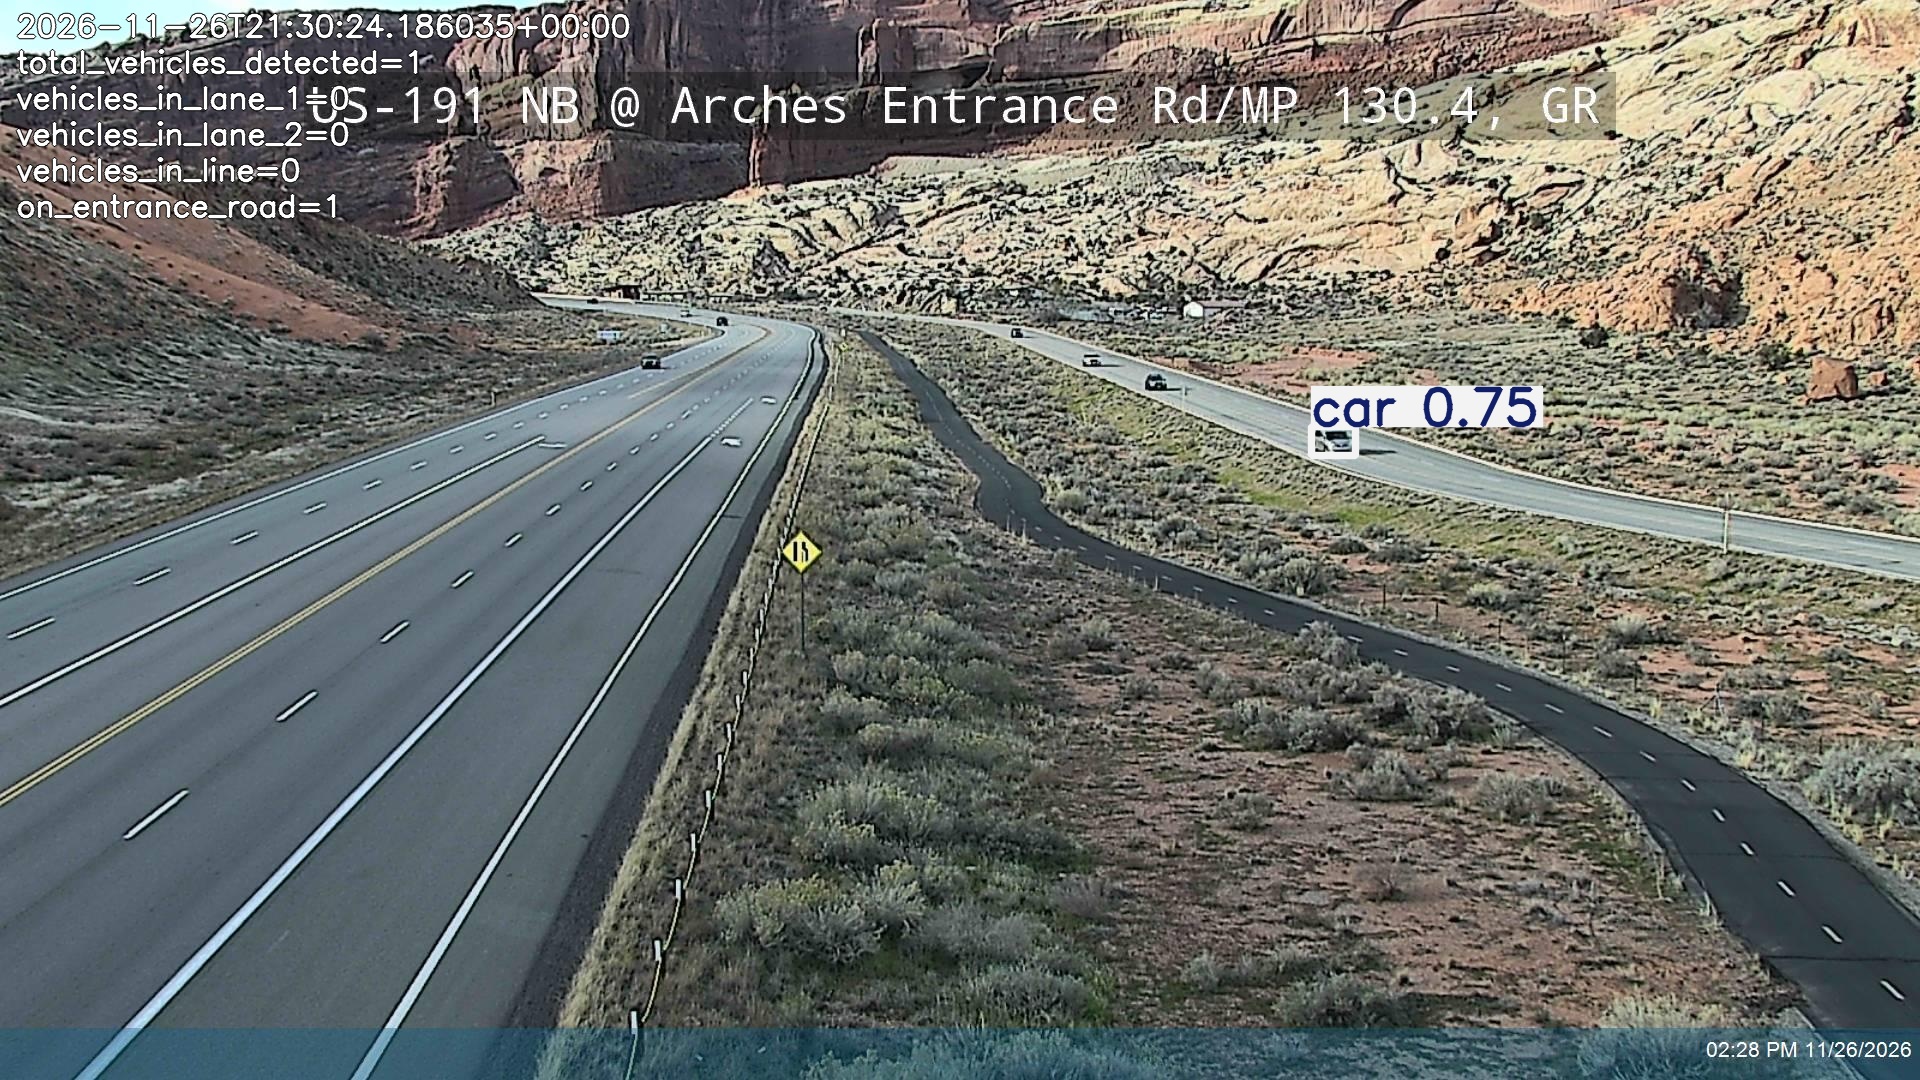 2026-11-26T21:30:24.186035+00:00
total_vehicles_detected=1
vehicles_in_lane_1=0
US-191 NB @ Arches Entrance Rd/MP 130.4, GR
vehicles_in_lane_2=0
vehicles_in_line=0
on_entrance_road=1
car 0.75
02:28 PM 11/26/2026